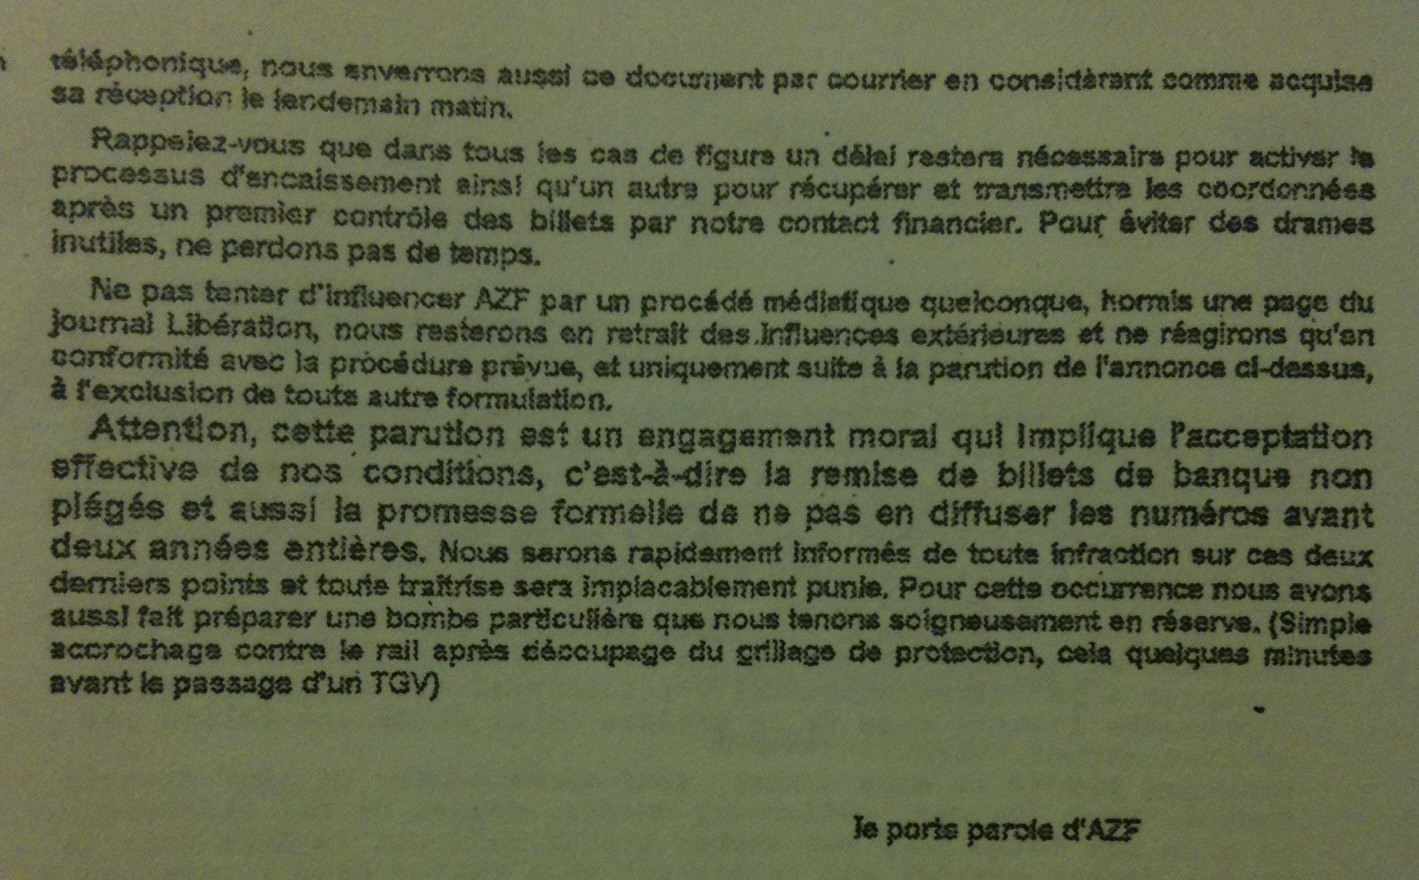 téléphonique, nous enverrons aussi ce document par courrier en considérant comme acquise
sa réception le lendemain matin.
Rappelez-vous que dans tous les cas de figure un délai restera nécessaire pour activer le
processus d'encaissement ainsi qu'un autre pour récupérer et transmettre les coordonnées
après un premier contrôle des billets par notre contact financier. Pour éviter des drames
inutiles, ne perdons pas de temps.
Ne pas tenter d'influencer AZF par un procédé médiatique quelconque, hormis une page du
journal Libération, nous resterons en retrait des influences extérieures et ne réagirons qu'en
conformité avec la procédure prévue, et uniquement suite à la parution de l'annonce ci-dessus,
à l'exclusion de toute autre formulation.
Attention, cette parution est un engagement moral qui implique l'acceptation
effective de nos conditions, c'est-à-dire la remise de billets de banque non
piégés et aussi la promesse formelle de ne pas en diffuser les numéros avant
deux années entières. Nous serons rapidement informés de toute infraction sur ces deux
derniers points et toute traîtrise sera implacablement punie. Pour cette occurrence nous avons
aussi fait préparer une bombe particulière que nous tenons soigneusement en réserve. (Simple
accrochage contre le rail après découpage du grillage de protection, cela quelques minutes
avant le passage d'un TGV)
le porte parole d'AZF